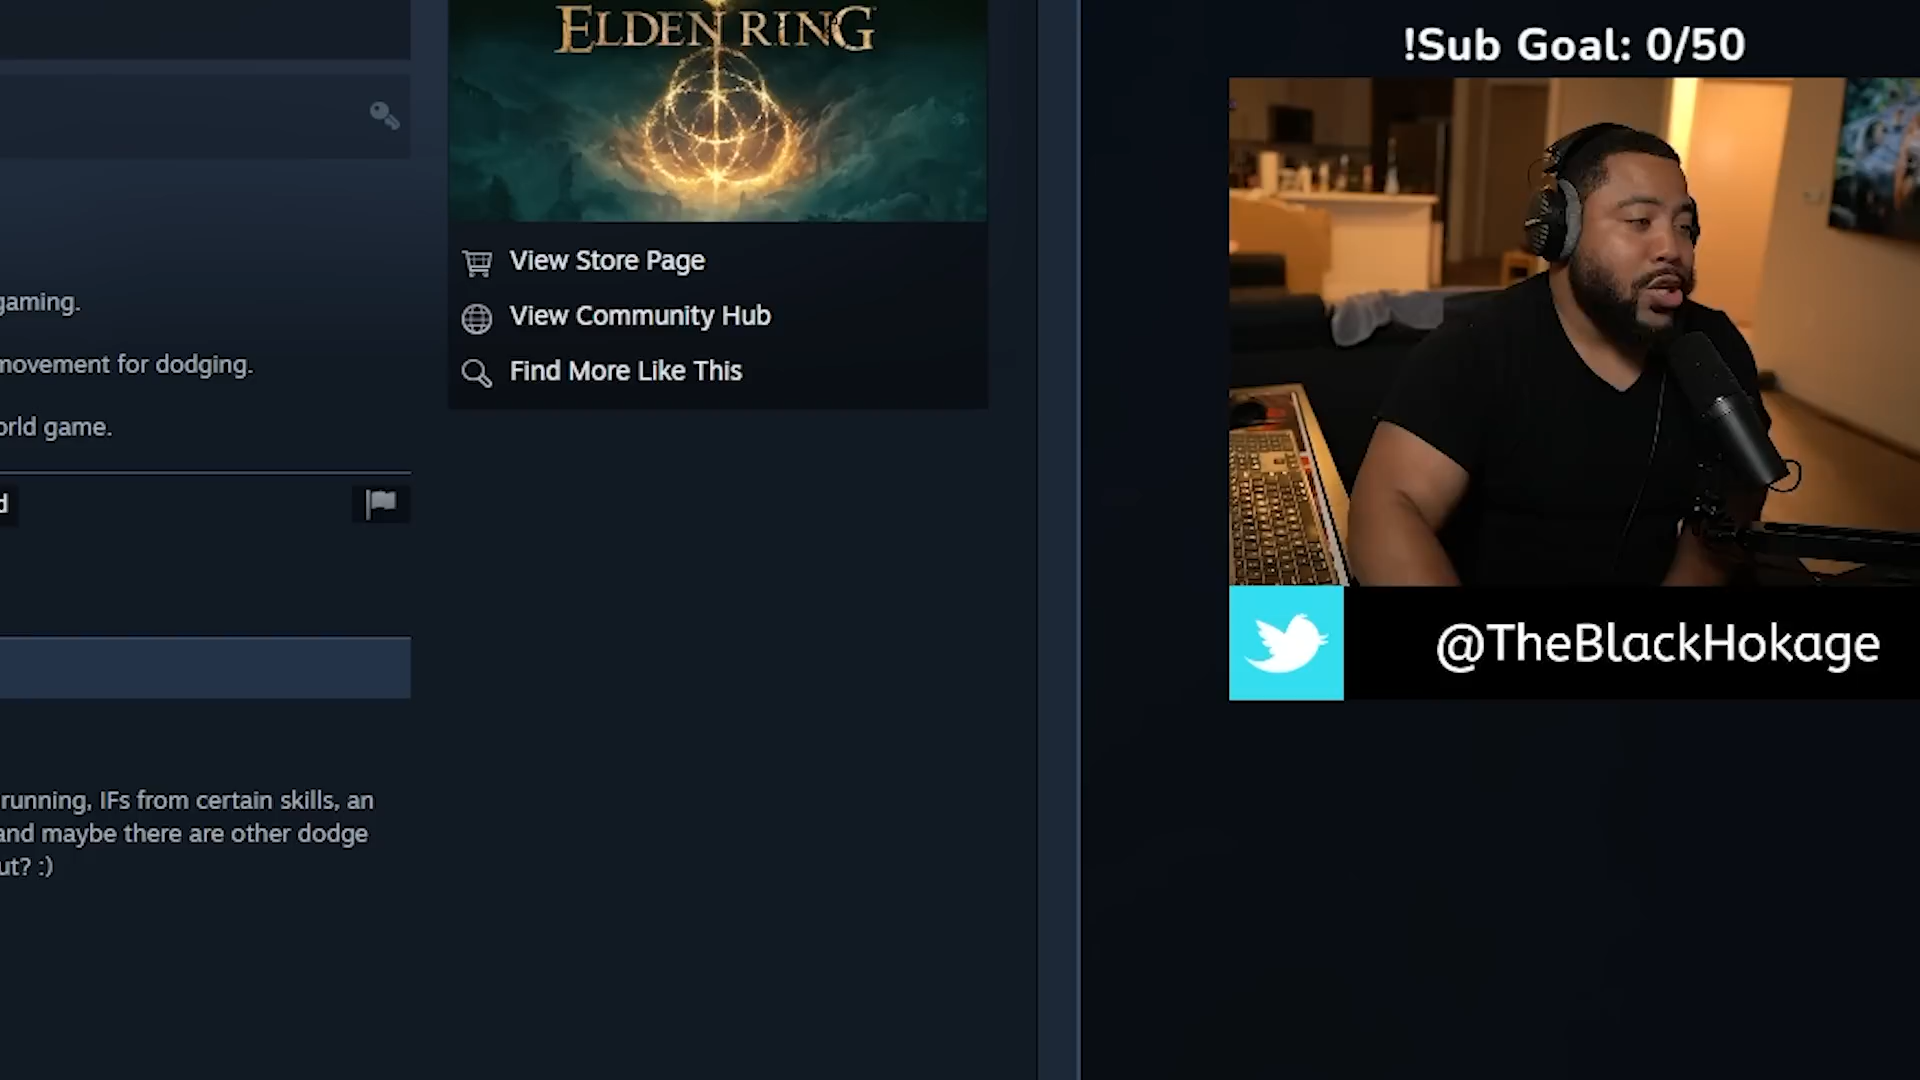 ELDEN RING
!Sub Goal: 0/50
View Store Page
gaming.
View Community Hub
movement for dodging.
Find More Like This
world game.
d
@TheBlackHokage
running, IFs from certain skills, an
and maybe there are other dodge
ut? :)